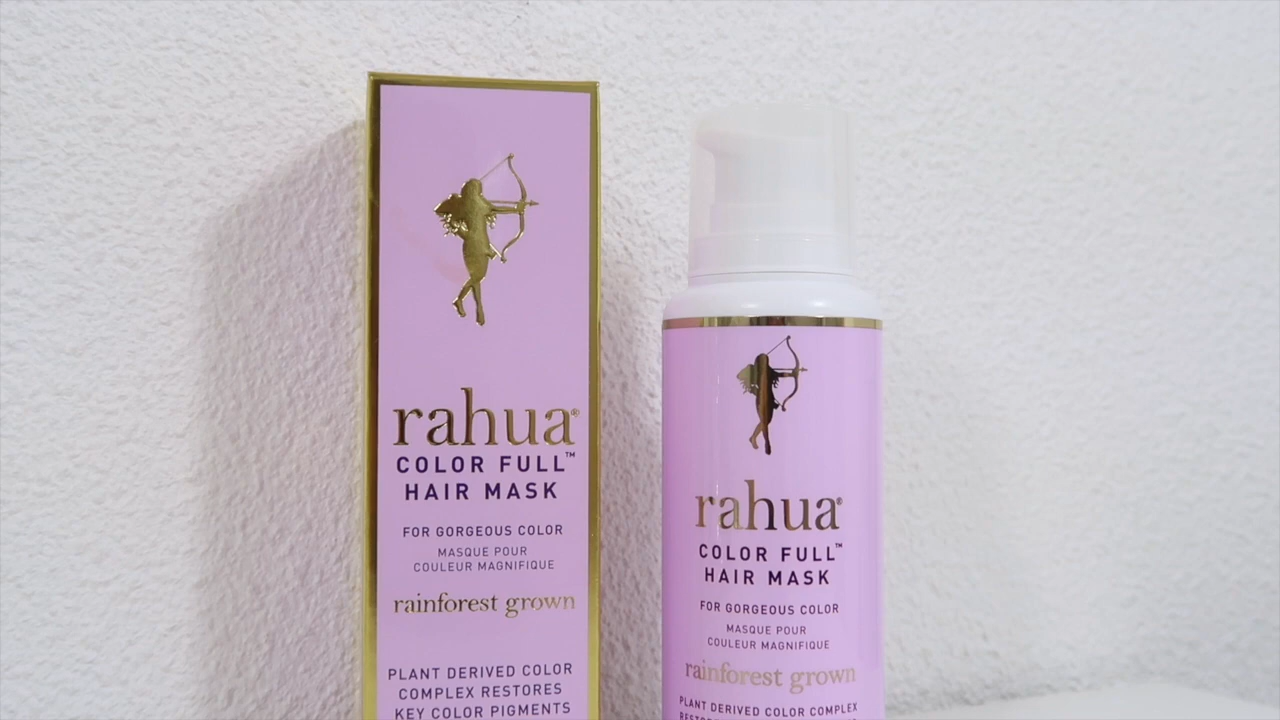 rahua®
COLOR FULL™
HAIR MASK
FOR GORGEOUS COLOR
MASQUE POUR
COULEUR MAGNIFIQUE
rainforest grown
PLANT DERIVED COLOR
COMPLEX RESTORES
KEY COLOR PIGMENTS
rahua®
COLOR FULL™
HAIR MASK
FOR GORGEOUS COLOR
MASQUE POUR
COULEUR MAGNIFIQUE
rainforest grown
PLANT DERIVED COLOR COMPLEX